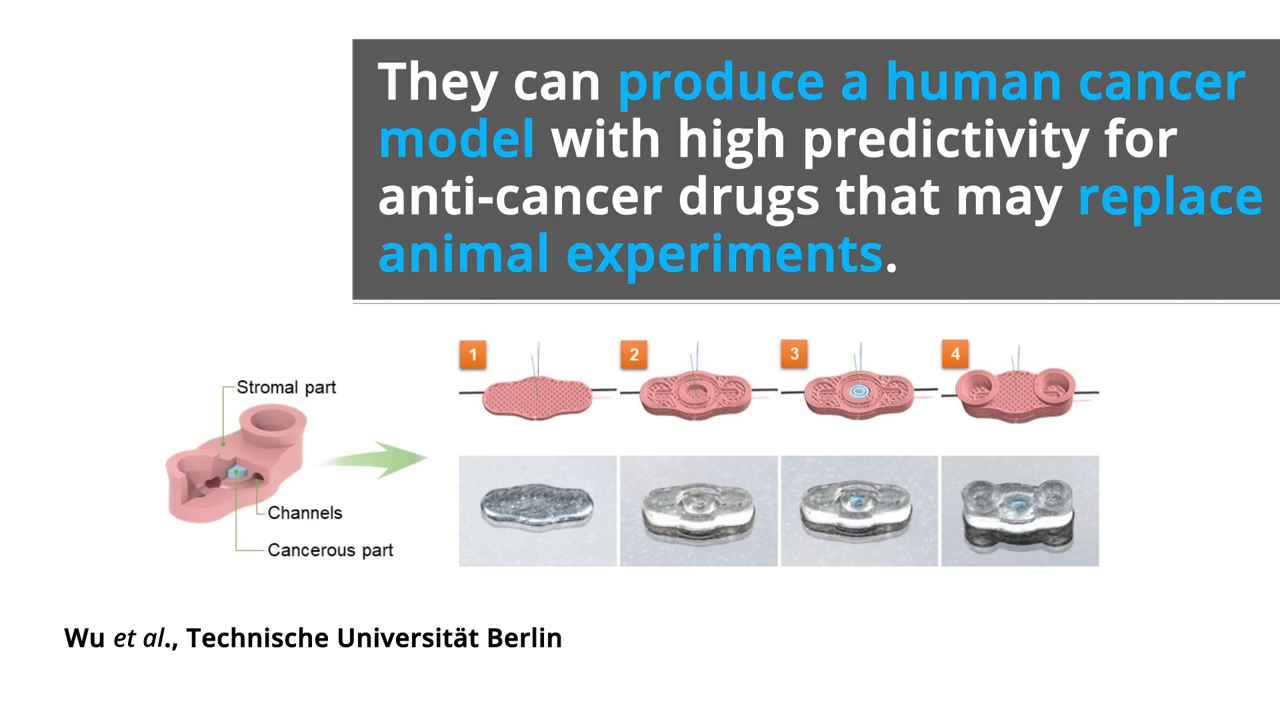 They can produce a human cancer
model with high predictivity for
anti-cancer drugs that may replace
animal experiments.
1
2
3
4
Stromal part
Channels
Cancerous part
Wu et al., Technische Universität Berlin